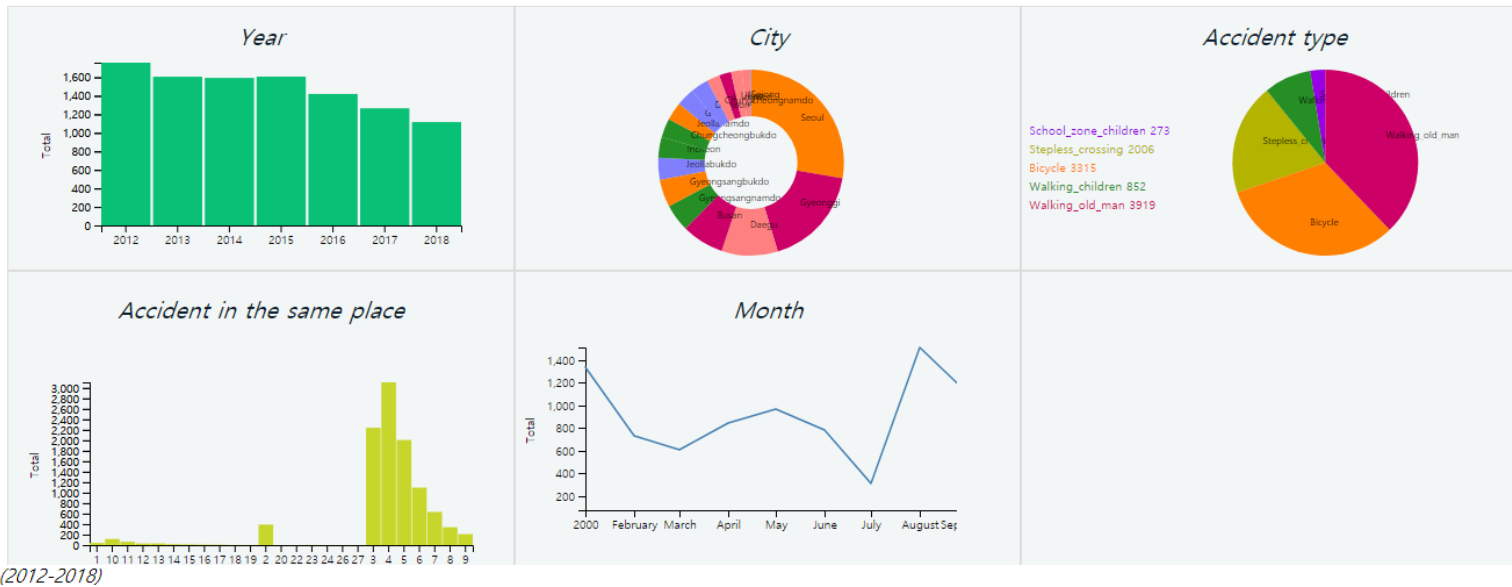 Year
Total
1,600
1,400
1,200
1,000
800
600
400
200
0
2012 2013 2014 2015 2016 2017 2018
City
Seoul
Gyeonggi
Daegu
Busan
Gyeongsangnamdo
Gyeongsangbukdo
Jeollabukdo
Incheon
Chungcheongbukdo
Jeollanamdo
Chungcheongnamdo
Accident type
School_zone_children 273
Stepless_crossing 2006
Bicycle 3315
Walking_children 852
Walking_old_man 3919
Walking_old_man
Bicycle
Accident in the same place
Total
3,000
2,800
2,600
2,400
2,200
2,000
1,800
1,600
1,400
1,200
1,000
800
600
400
200
0
1 10 11 12 13 14 15 16 17 18 19 2 20 22 23 24 26 27 3 4 5 6 7 8 9
Month
Total
1,400
1,200
1,000
800
600
400
200
2000 February March April May June July August Sep
(2012-2018)